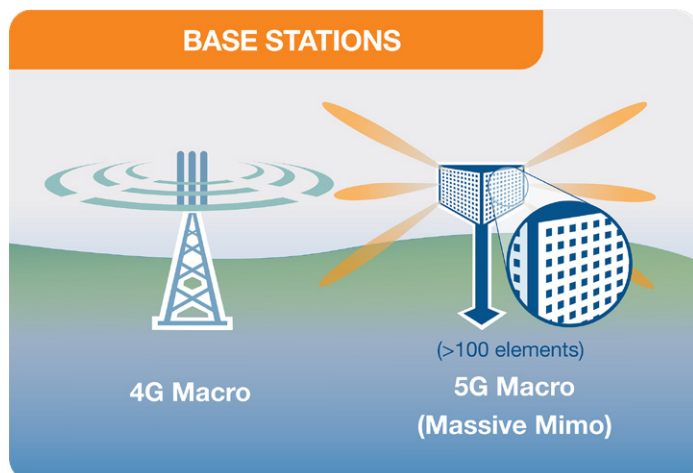 BASE STATIONS
4G Macro
(>100 elements)
5G Macro
(Massive Mimo)